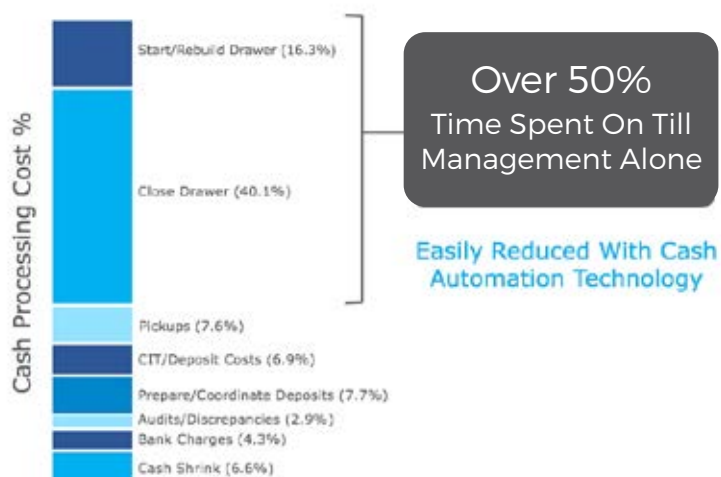 Cash Processing Cost %
Start/Rebuild Drawer (16.3%)
Close Drawer (40.1%)
Pickups (7.6%)
CIT/Deposit Costs (6.9%)
Prepare/Coordinate Deposits (7.7%)
Audits/Discrepancies (2.9%)
Bank Charges (4.3%)
Cash Shrink (6.6%)
Over 50%
Time Spent On Till
Management Alone
Easily Reduced With Cash
Automation Technology